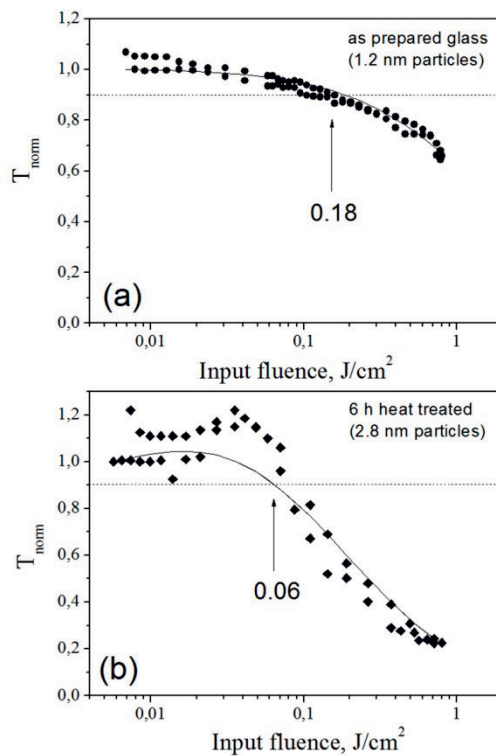 1,2
as prepared glass
(1.2 nm particles)
1,0
0,8
T_norm
0,6
0.18
0,4
0,2
(a)
0,0
0,01 0,1 1
Input fluence, J/cm²
1,2
6 h heat treated
(2.8 nm particles)
1,0
0,8
T_norm
0,6
0.06
0,4
0,2
(b)
0,0
0,01 0,1 1
Input fluence, J/cm²